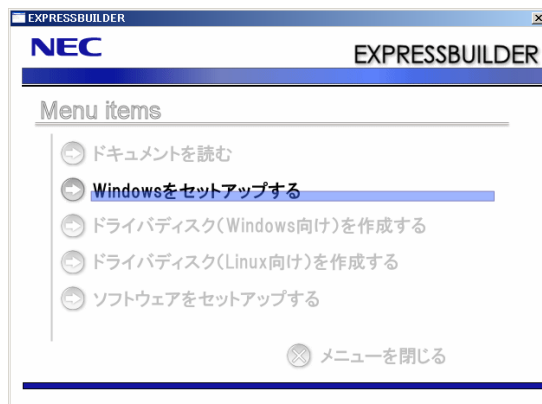 EXPRESSBUILDER
NEC
EXPRESSBUILDER
Menu items
ドキュメントを読む
Windowsをセットアップする
ドライバディスク(Windows向け)を作成する
ドライバディスク(Linux向け)を作成する
ソフトウェアをセットアップする
メニューを閉じる